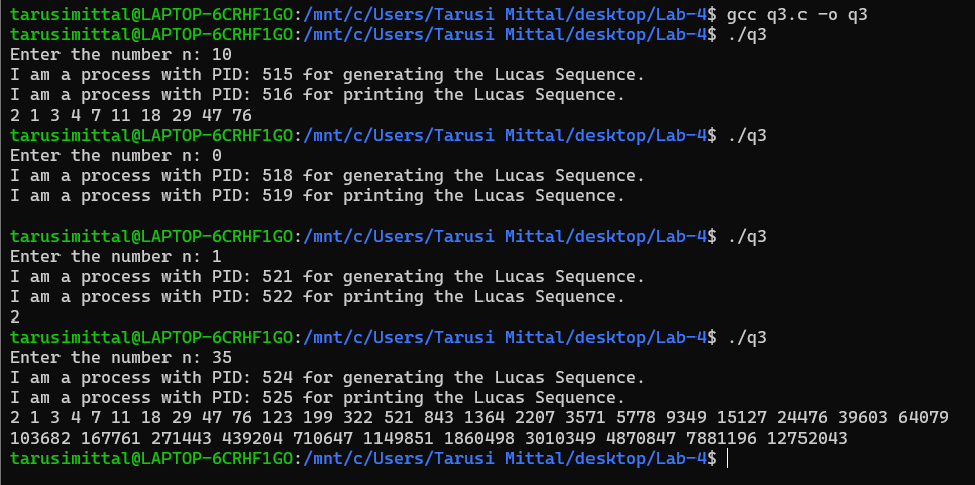 tarusimittal@LAPTOP-6CRHF1GO:/mnt/c/Users/Tarusi Mittal/desktop/Lab-4$ gcc q3.c -o q3
tarusimittal@LAPTOP-6CRHF1GO:/mnt/c/Users/Tarusi Mittal/desktop/Lab-4$ ./q3
Enter the number n: 10
I am a process with PID: 515 for generating the Lucas Sequence.
I am a process with PID: 516 for printing the Lucas Sequence.
2 1 3 4 7 11 18 29 47 76
tarusimittal@LAPTOP-6CRHF1GO:/mnt/c/Users/Tarusi Mittal/desktop/Lab-4$ ./q3
Enter the number n: 0
I am a process with PID: 518 for generating the Lucas Sequence.
I am a process with PID: 519 for printing the Lucas Sequence.

tarusimittal@LAPTOP-6CRHF1GO:/mnt/c/Users/Tarusi Mittal/desktop/Lab-4$ ./q3
Enter the number n: 1
I am a process with PID: 521 for generating the Lucas Sequence.
I am a process with PID: 522 for printing the Lucas Sequence.
2
tarusimittal@LAPTOP-6CRHF1GO:/mnt/c/Users/Tarusi Mittal/desktop/Lab-4$ ./q3
Enter the number n: 35
I am a process with PID: 524 for generating the Lucas Sequence.
I am a process with PID: 525 for printing the Lucas Sequence.
2 1 3 4 7 11 18 29 47 76 123 199 322 521 843 1364 2207 3571 5778 9349 15127 24476 39603 64079
103682 167761 271443 439204 710647 1149851 1860498 3010349 4870847 7881196 12752043
tarusimittal@LAPTOP-6CRHF1GO:/mnt/c/Users/Tarusi Mittal/desktop/Lab-4$